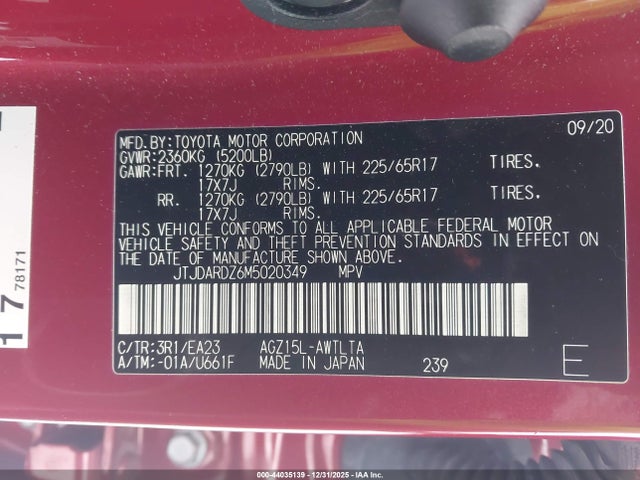 MFD.BY:TOYOTA MOTOR CORPORATION 09/20
GVWR:2360KG (5200LB)
GAWR:FRT. 1270KG (2790LB) WITH 225/65R17 TIRES.
17X7J RIMS.
RR. 1270KG (2790LB) WITH 225/65R17 TIRES.
17X7J RIMS.
THIS VEHICLE CONFORMS TO ALL APPLICABLE FEDERAL MOTOR
VEHICLE SAFETY AND THEFT PREVENTION STANDARDS IN EFFECT ON
THE DATE OF MANUFACTURE SHOWN ABOVE.
JTJDARDZ6M5020349 MPV
C/TR:3R1/EA23 AGZ15L-AWTLTA
A/TM:-01A/U661F MADE IN JAPAN 239 E
17 78171
000-44035139 - 12/31/2025 - IAA, Inc.